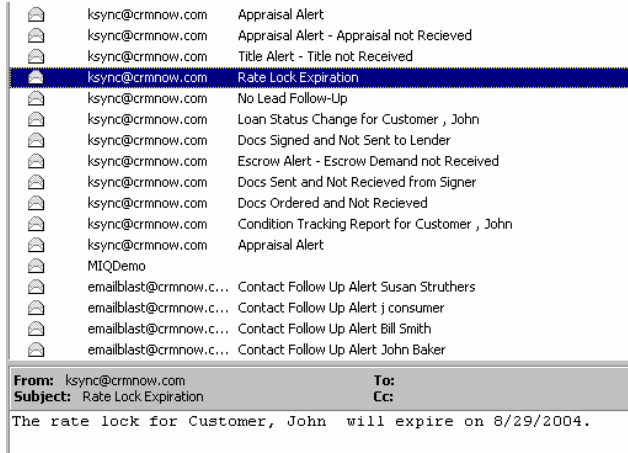 ksync@crmnow.com Appraisal Alert
ksync@crmnow.com Appraisal Alert - Appraisal not Recieved
ksync@crmnow.com Title Alert - Title not Received
ksync@crmnow.com Rate Lock Expiration
ksync@crmnow.com No Lead Follow-Up
ksync@crmnow.com Loan Status Change for Customer , John
ksync@crmnow.com Docs Signed and Not Sent to Lender
ksync@crmnow.com Escrow Alert - Escrow Demand not Received
ksync@crmnow.com Docs Sent and Not Recieved from Signer
ksync@crmnow.com Docs Ordered and Not Recieved
ksync@crmnow.com Condition Tracking Report for Customer , John
ksync@crmnow.com Appraisal Alert
MIQDemo
emailblast@crmnow.c... Contact Follow Up Alert Susan Struthers
emailblast@crmnow.c... Contact Follow Up Alert j consumer
emailblast@crmnow.c... Contact Follow Up Alert Bill Smith
emailblast@crmnow.c... Contact Follow Up Alert John Baker
From: ksync@crmnow.com To:
Subject: Rate Lock Expiration Cc:
The rate lock for Customer, John  will expire on 8/29/2004.